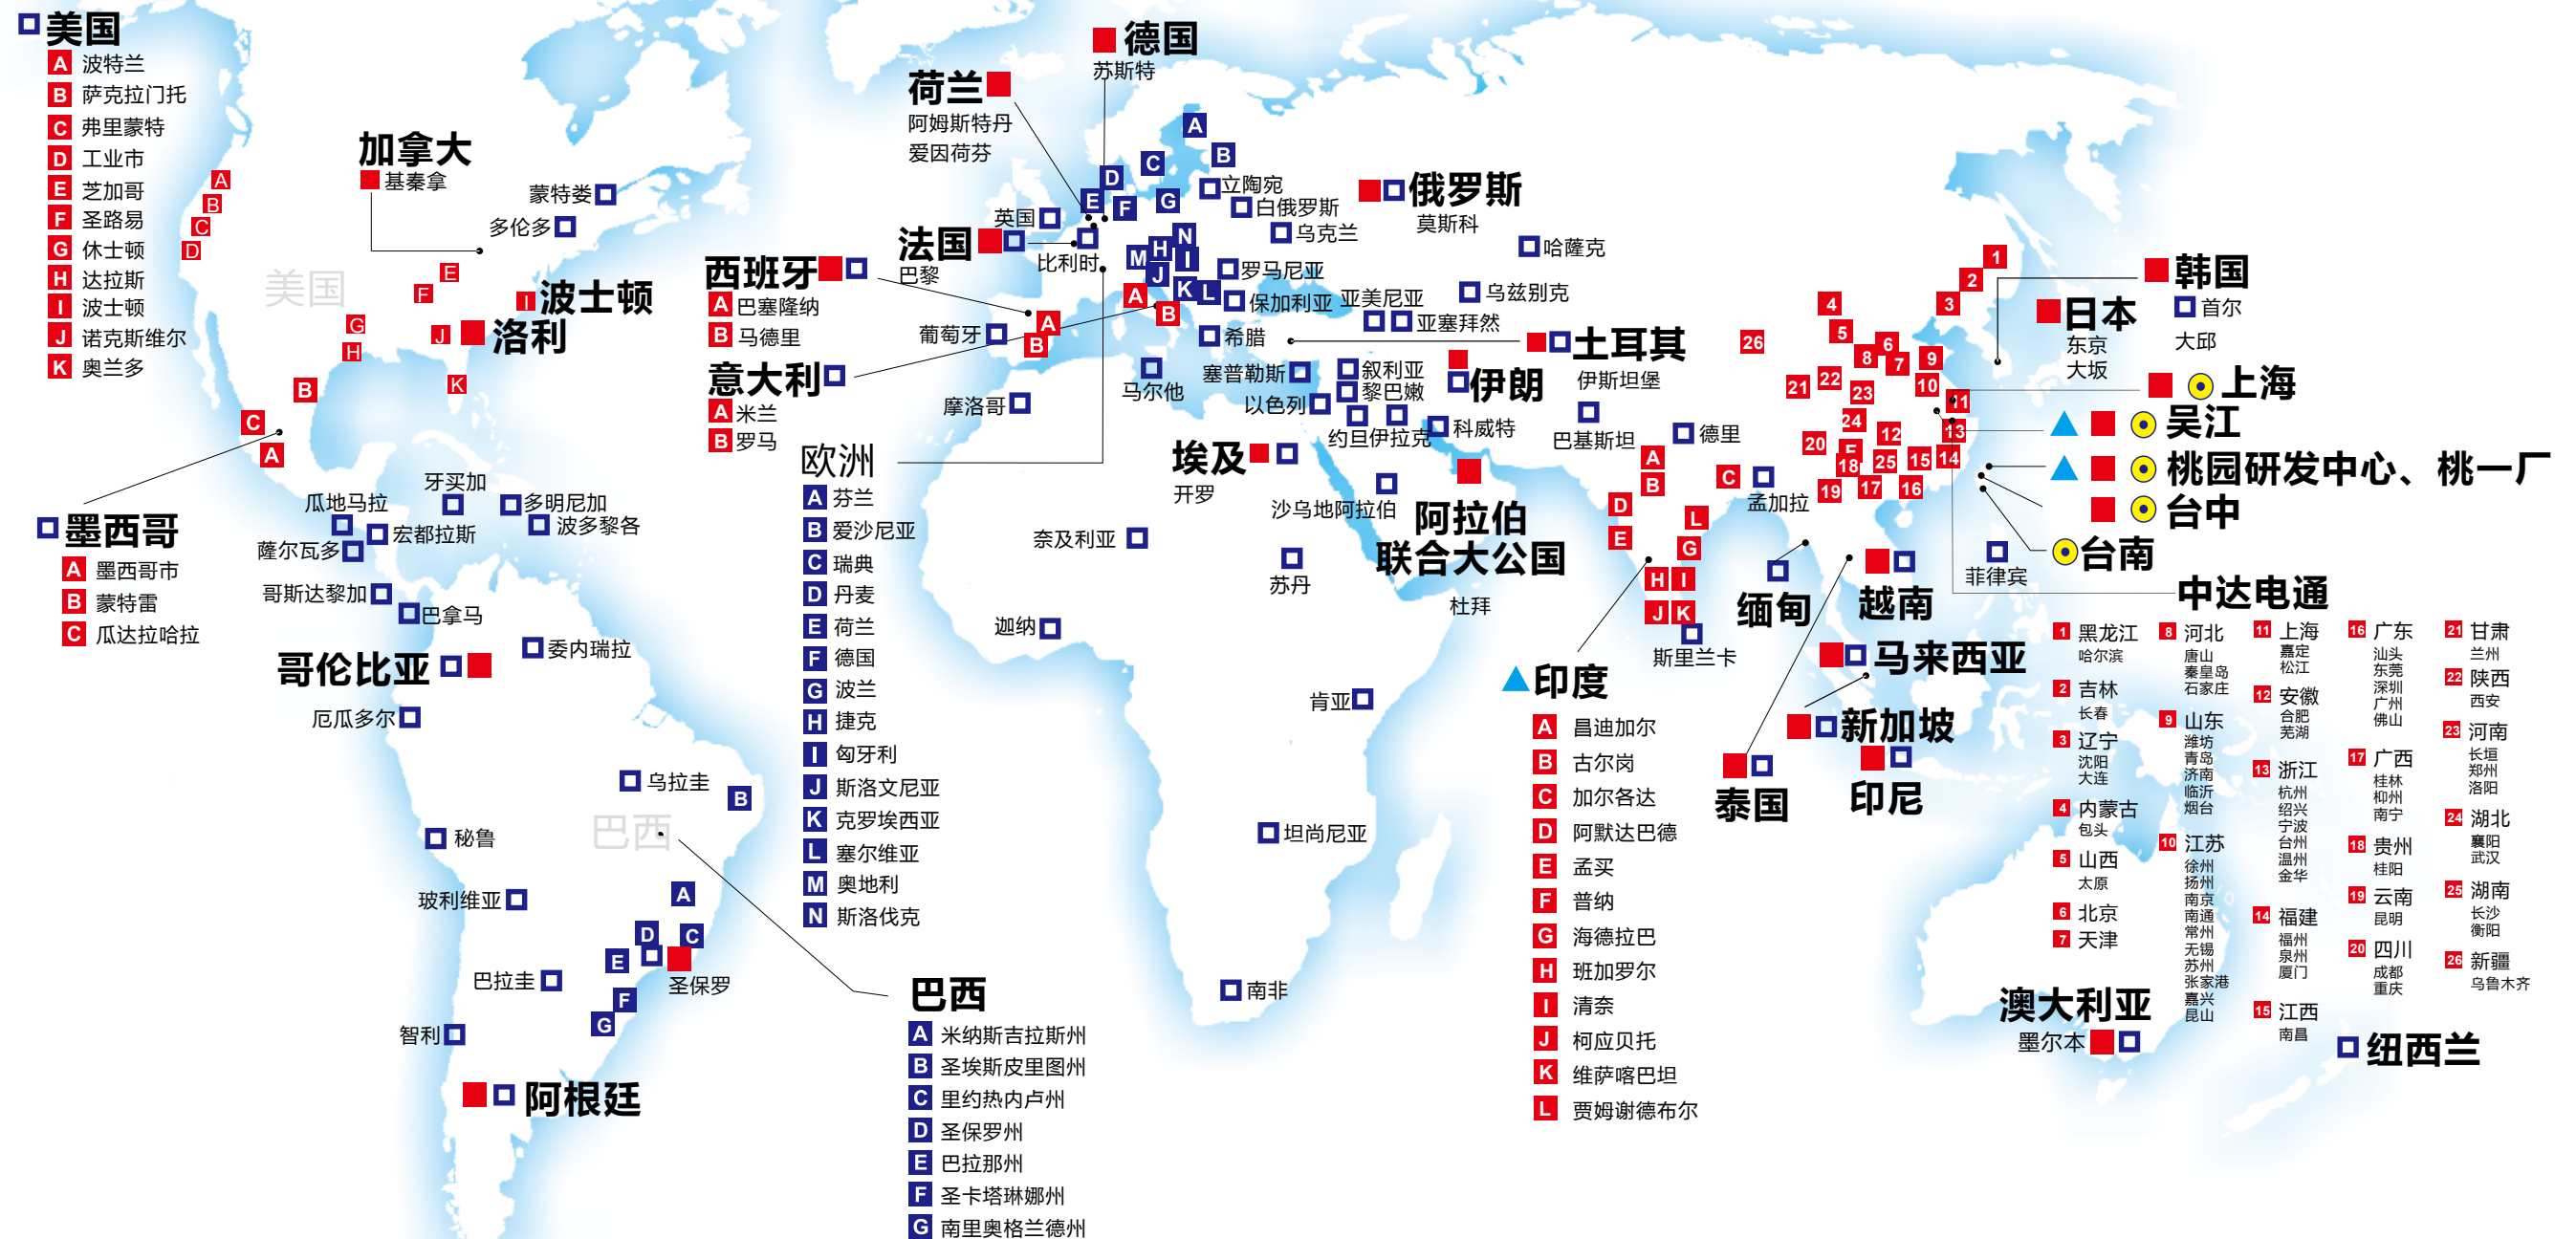 美国
A 波特兰
B 萨克拉门托
C 弗里蒙特
D 工业市
E 芝加哥
F 圣路易
G 休士顿
H 达拉斯
I 波士顿
J 诺克斯维尔
K 奥兰多
加拿大
基秦拿
蒙特娄
多伦多
美国
A
B
C
D
E
F
G
H
I 波士顿
J 洛利
K
B
C
A
墨西哥
A 墨西哥市
B 蒙特雷
C 瓜达拉哈拉
瓜地马拉
牙买加
多明尼加
宏都拉斯
波多黎各
薩尔瓦多
哥斯达黎加
巴拿马
哥伦比亚
委内瑞拉
厄瓜多尔
乌拉圭
B
巴西
秘鲁
玻利维亚
A
D
C
E
圣保罗
巴拉圭
F
G
智利
阿根廷
德国
苏斯特
荷兰
阿姆斯特丹
爱因荷芬
法国
巴黎
英国
比利时
西班牙
A 巴塞隆纳
B 马德里
意大利
A 米兰
B 罗马
葡萄牙
摩洛哥
A
B
C
D
E
F
G
N
H
M
I
J
K
L
A
B
A
B
立陶宛
白俄罗斯
乌克兰
罗马尼亚
保加利亚
希腊
马尔他
塞普勒斯
以色列
俄罗斯
莫斯科
哈薩克
乌兹别克
亚美尼亚
亚塞拜然
土耳其
伊斯坦堡
叙利亚
黎巴嫩
伊朗
约旦
伊拉克
科威特
巴基斯坦
德里
欧洲
A 芬兰
B 爱沙尼亚
C 瑞典
D 丹麦
E 荷兰
F 德国
G 波兰
H 捷克
I 匈牙利
J 斯洛文尼亚
K 克罗埃西亚
L 塞尔维亚
M 奥地利
N 斯洛伐克
埃及
开罗
沙乌地阿拉伯
阿拉伯
联合大公国
杜拜
奈及利亚
苏丹
迦纳
肯亚
坦尚尼亚
南非
巴西
A 米纳斯吉拉斯州
B 圣埃斯皮里图州
C 里约热内卢州
D 圣保罗州
E 巴拉那州
F 圣卡塔琳娜州
G 南里奥格兰德州
A
B
C
D
E
L
G
H
I
J
K
F
孟加拉
斯里兰卡
印度
A 昌迪加尔
B 古尔岗
C 加尔各达
D 阿默达巴德
E 孟买
F 普纳
G 海德拉巴
H 班加罗尔
I 清奈
J 柯应贝托
K 维萨喀巴坦
L 贾姆谢德布尔
缅甸
越南
菲律宾
马来西亚
新加坡
泰国
印尼
1
2
3
4
5
6
7
8
9
10
11
12
13
14
15
16
17
18
19
20
21
22
23
24
25
26
韩国
首尔
大邱
日本
东京
大坂
上海
吴江
桃园研发中心、桃一厂
台中
台南
中达电通
1 黑龙江
哈尔滨
2 吉林
长春
3 辽宁
沈阳
大连
4 内蒙古
包头
5 山西
太原
6 北京
7 天津
8 河北
唐山
秦皇岛
石家庄
9 山东
潍坊
青岛
济南
临沂
烟台
10 江苏
徐州
扬州
南京
南通
常州
无锡
苏州
张家港
嘉兴
昆山
11 上海
嘉定
松江
12 安徽
合肥
芜湖
13 浙江
杭州
绍兴
宁波
台州
温州
金华
14 福建
福州
泉州
厦门
15 江西
南昌
16 广东
汕头
东莞
深圳
广州
佛山
17 广西
桂林
柳州
南宁
18 贵州
桂阳
19 云南
昆明
20 四川
成都
重庆
21 甘肃
兰州
22 陕西
西安
23 河南
长垣
郑州
洛阳
24 湖北
襄阳
武汉
25 湖南
长沙
衡阳
26 新疆
乌鲁木齐
澳大利亚
墨尔本
纽西兰